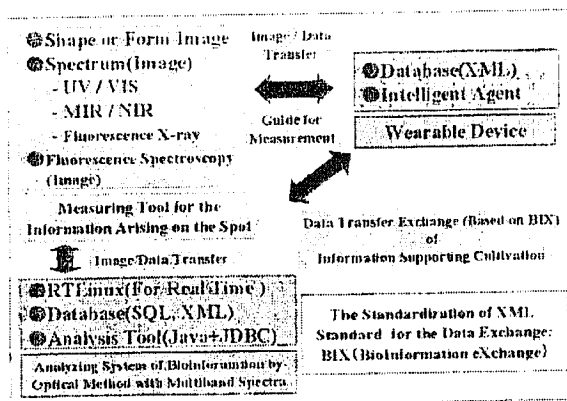 Shape or Form Image
Spectrum(Image)
- UV / VIS
- MIR / NIR
- Fluorescence X-ray
Fluorescence Spectroscopy
(Image)
Measuring Tool for the
Information Arising on the Spot
Image / Data
Transfer
Guide for
Measurement
Database(XML)
Intelligent Agent
Wearable Device
Data Transfer Exchange (Based on BIX)
of
Information Supporting Cultivation
Image/Data Transfer
RTLinux(For Real Time )
Database(SQL, XML)
Analysis Tool(Java+JDBC)
Analyzing System of Bioinformation by
Optical Method with Multiband Spectra
The Standardization of XML
Standard for the Data Exchange:
BIX(BioInformation eXchange)